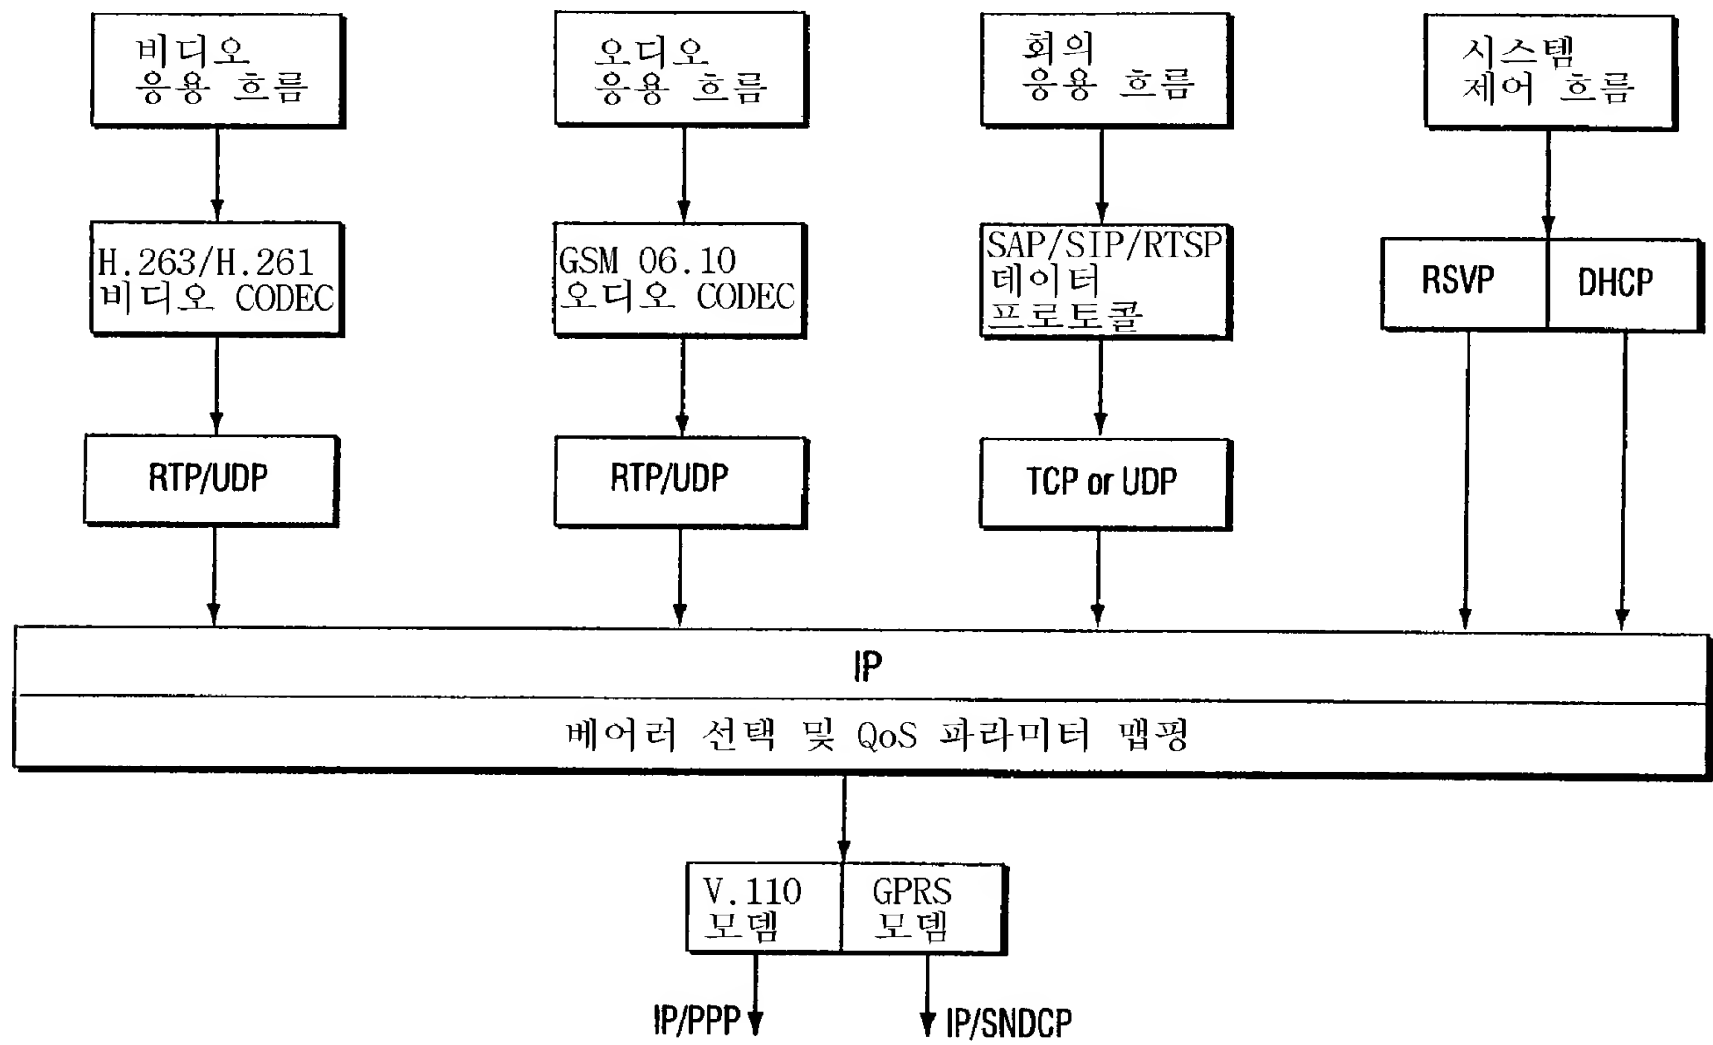 비디오
응용 흐름
오디오
응용 흐름
회의
응용 흐름
시스템
제어 흐름
H.263/H.261
비디오 CODEC
GSM 06.10
오디오 CODEC
SAP/SIP/RTSP
데이터
프로토콜
RSVP
DHCP
RTP/UDP
RTP/UDP
TCP or UDP
IP
베어러 선택 및 QoS 파라미터 맵핑
V.110
모뎀
GPRS
모뎀
IP/PPP
IP/SNDCP